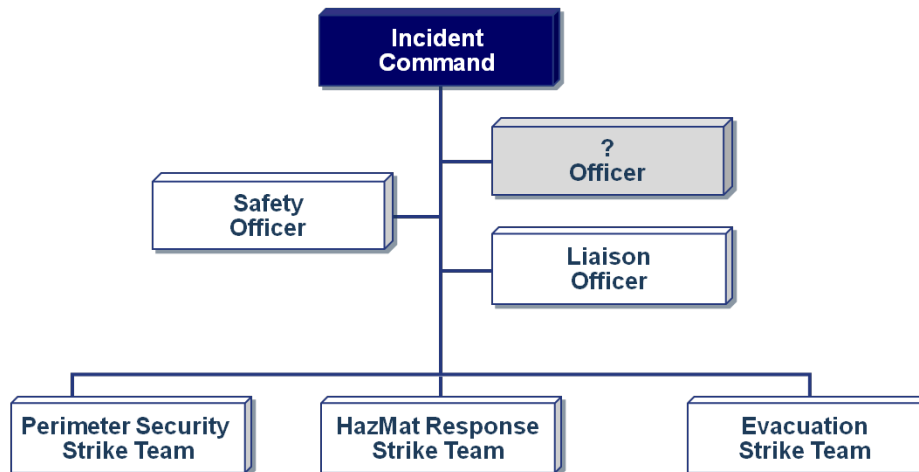 Incident
Command
?
Officer
Safety
Officer
Liaison
Officer
Perimeter Security
Strike Team
HazMat Response
Strike Team
Evacuation
Strike Team